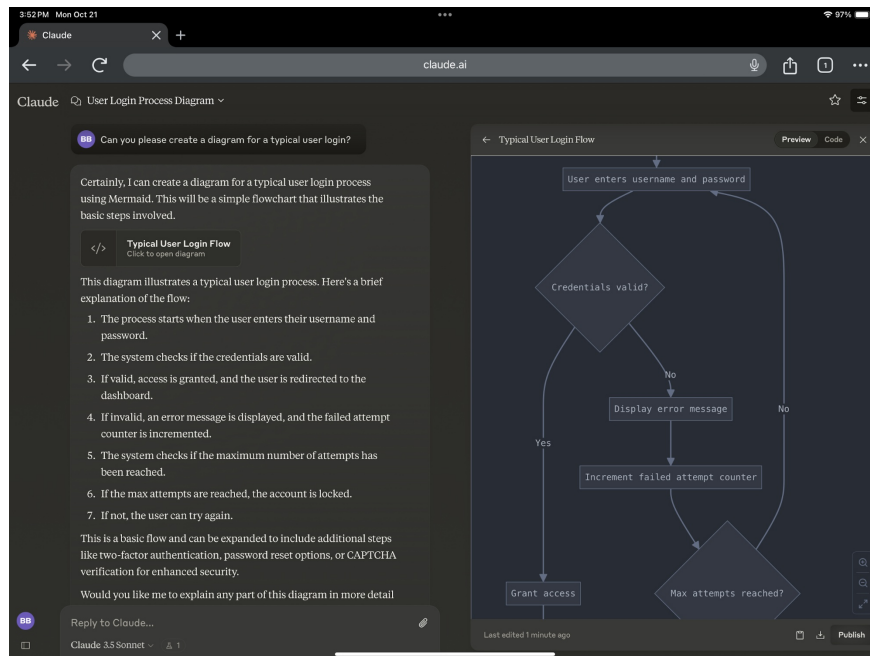 3:52 PM Mon Oct 21
97%
Claude
claude.ai
1
Claude
User Login Process Diagram
BB
Can you please create a diagram for a typical user login?
Certainly, I can create a diagram for a typical user login process
using Mermaid. This will be a simple flowchart that illustrates the
basic steps involved.
</>
Typical User Login Flow
Click to open diagram
This diagram illustrates a typical user login process. Here's a brief
explanation of the flow:
1. The process starts when the user enters their username and
password.
2. The system checks if the credentials are valid.
3. If valid, access is granted, and the user is redirected to the
dashboard.
4. If invalid, an error message is displayed, and the failed attempt
counter is incremented.
5. The system checks if the maximum number of attempts has
been reached.
6. If the max attempts are reached, the account is locked.
7. If not, the user can try again.
This is a basic flow and can be expanded to include additional steps
like two-factor authentication, password reset options, or CAPTCHA
verification for enhanced security.
Would you like me to explain any part of this diagram in more detail
BB
Reply to Claude...
Claude 3.5 Sonnet
1
Typical User Login Flow
Preview
Code
User enters username and password
Credentials valid?
No
Display error message
No
Yes
Increment failed attempt counter
Grant access
Max attempts reached?
Last edited 1 minute ago
Publish